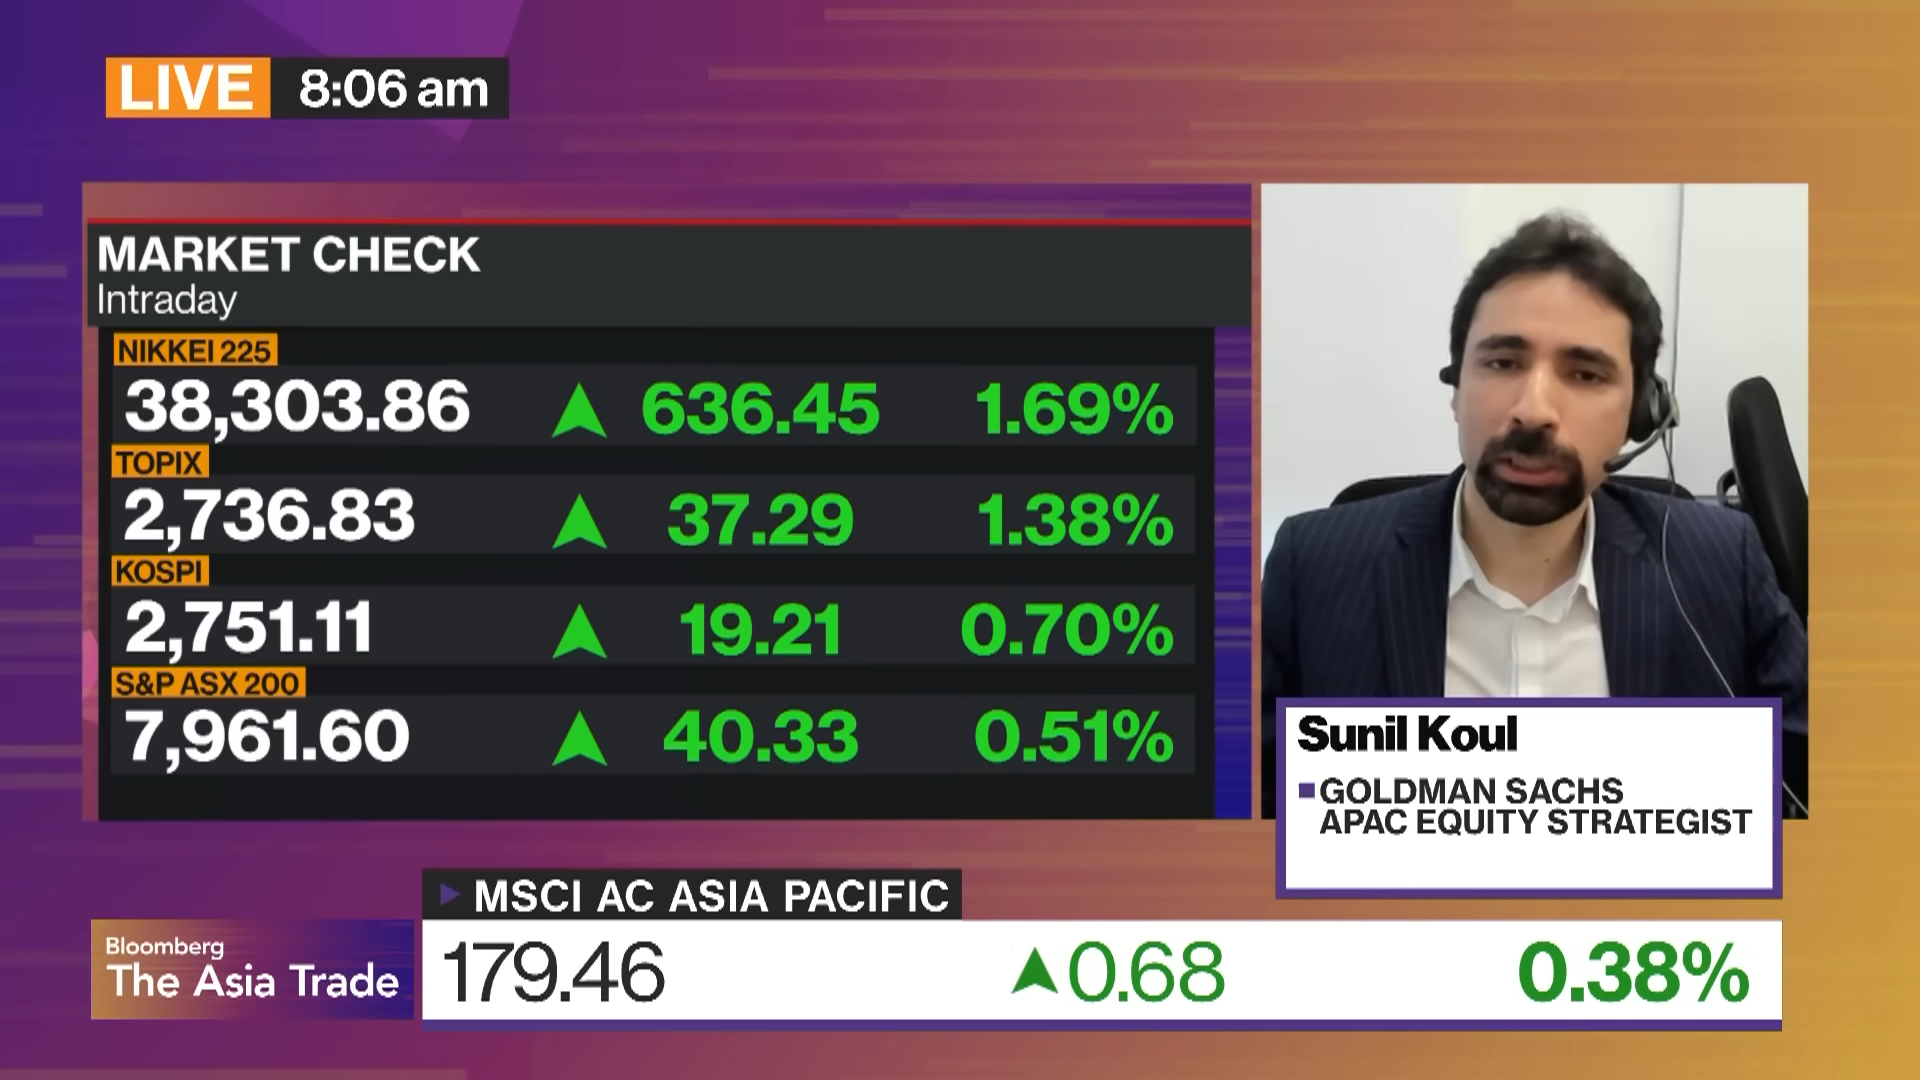 LIVE 8:06 am
MARKET CHECK
Intraday
NIKKEI 225
38,303.86 ▲ 636.45 1.69%
TOPIX
2,736.83 ▲ 37.29 1.38%
KOSPI
2,751.11 ▲ 19.21 0.70%
S&P ASX 200
7,961.60 ▲ 40.33 0.51%
Sunil Koul
GOLDMAN SACHS
APAC EQUITY STRATEGIST
MSCI AC ASIA PACIFIC
179.46 ▲ 0.68 0.38%
Bloomberg
The Asia Trade